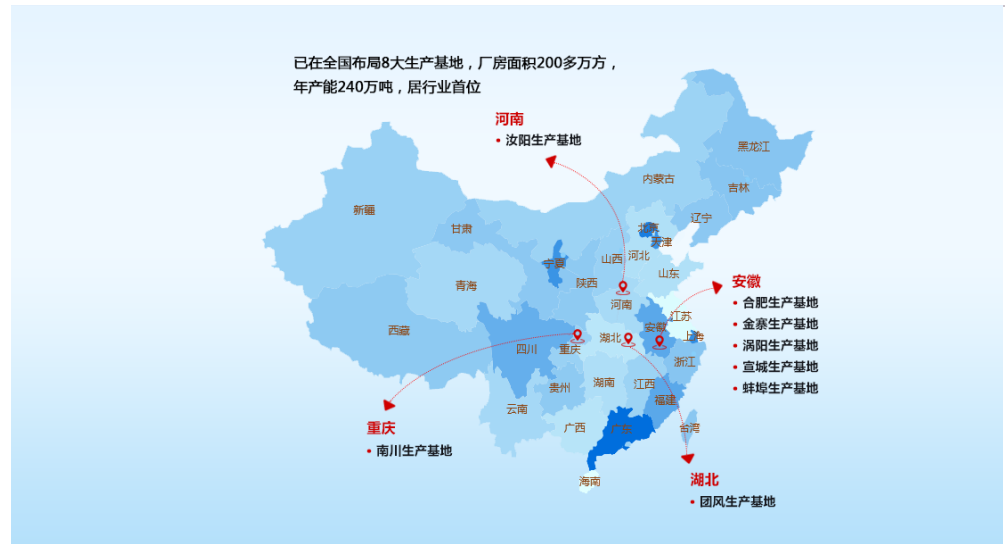 已在全国布局8大生产基地，厂房面积200多万方，
年产能240万吨，居行业首位
河南
• 汝阳生产基地
黑龙江
内蒙古
吉林
新疆
辽宁
甘肃
北京
天津
宁夏
山西
河北
山东
陕西
青海
河南
安徽
• 合肥生产基地
• 金寨生产基地
• 涡阳生产基地
• 宣城生产基地
• 蚌埠生产基地
江苏
安徽
上海
西藏
四川
重庆
湖北
浙江
贵州
湖南
江西
云南
福建
广西
广东
台湾
重庆
• 南川生产基地
海南
湖北
• 团风生产基地